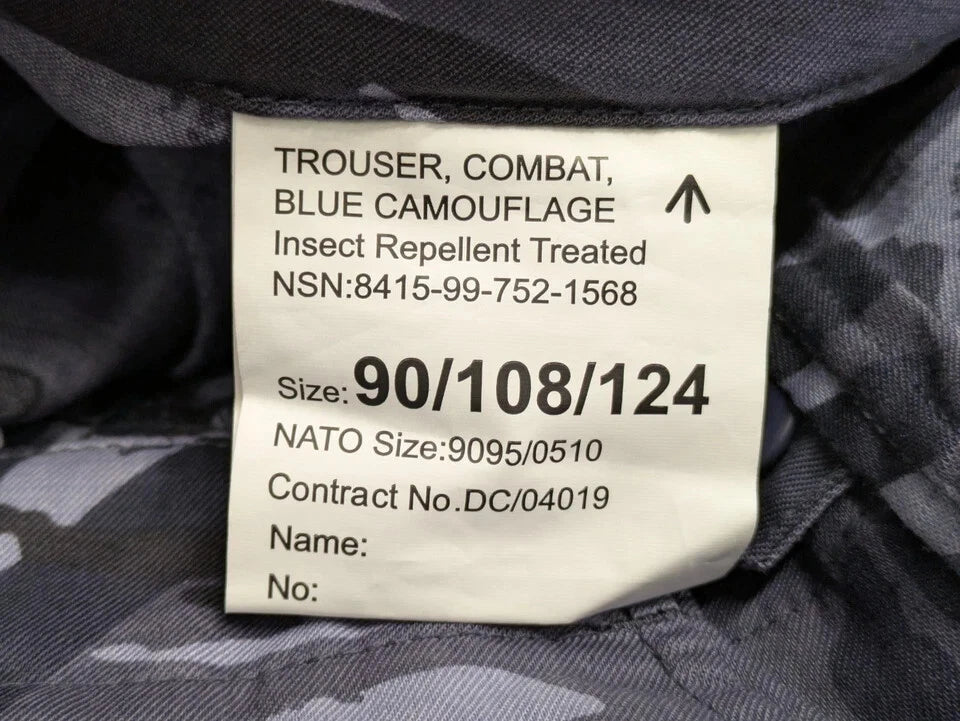 TROUSER, COMBAT,
BLUE CAMOUFLAGE
Insect Repellent Treated
NSN:8415-99-752-1568
Size: 90/108/124
NATO Size:9095/0510
Contract No.DC/04019
Name:
No: